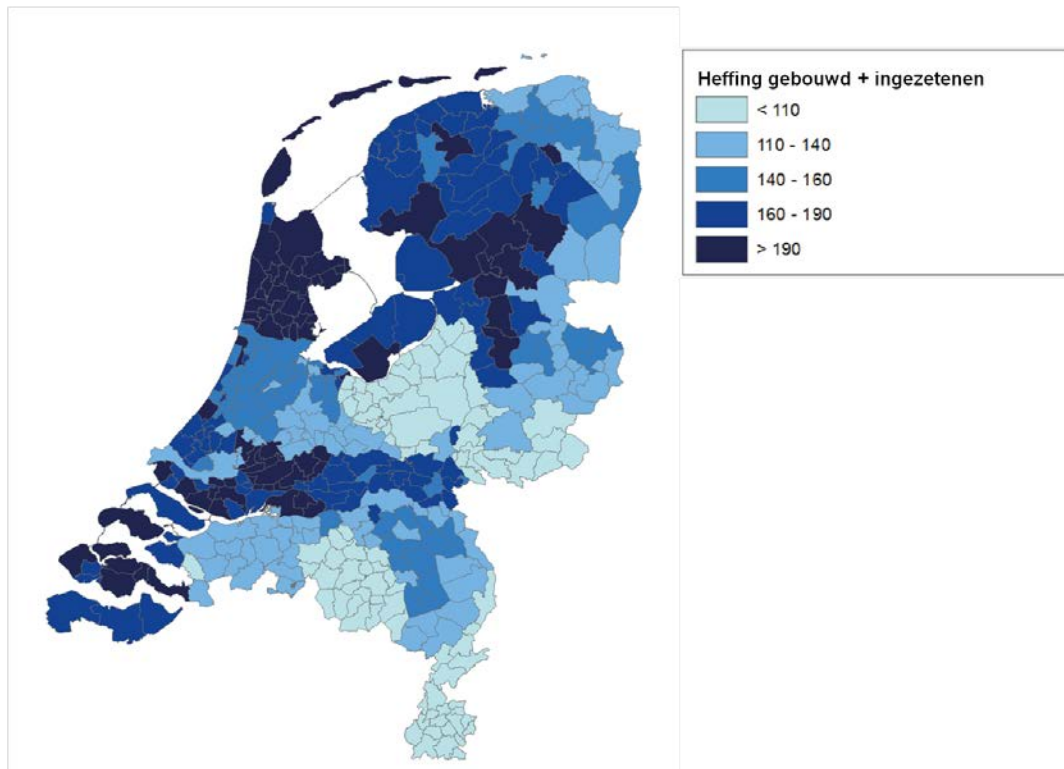 Heffing gebouwd + ingezetenen
< 110
110 - 140
140 - 160
160 - 190
> 190